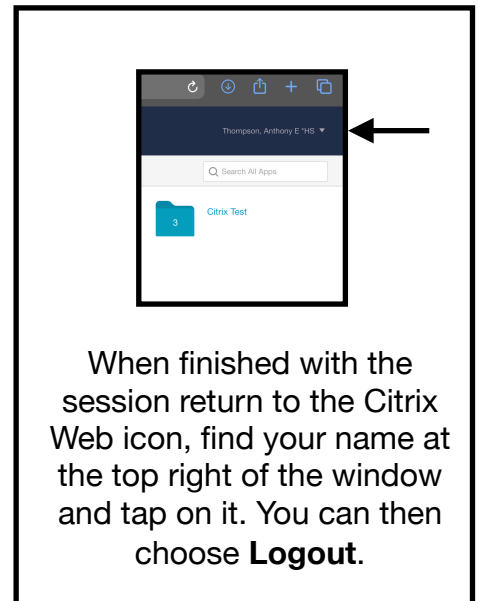 Thompson, Anthony E *HS
Search All Apps
3
Citrix Test
When finished with the
session return to the Citrix
Web icon, find your name at
the top right of the window
and tap on it. You can then
choose Logout.